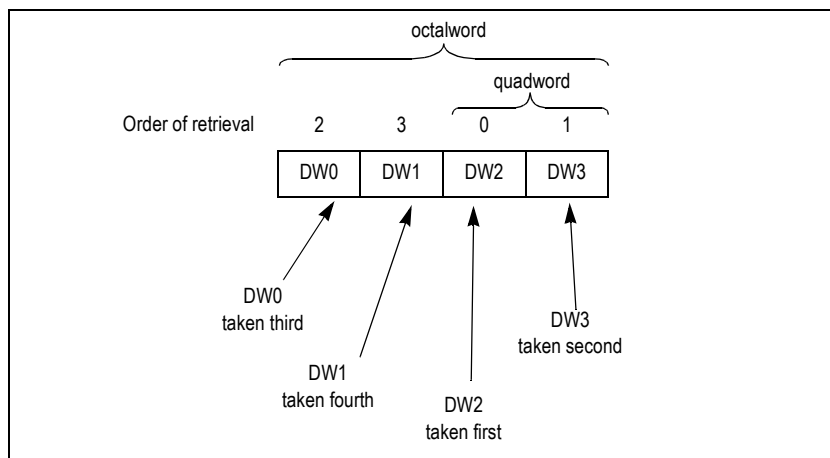 octalword
quadword
Order of retrieval 2 3 0 1
DW0 DW1 DW2 DW3
DW0
taken third
DW3
taken second
DW1
taken fourth
DW2
taken first